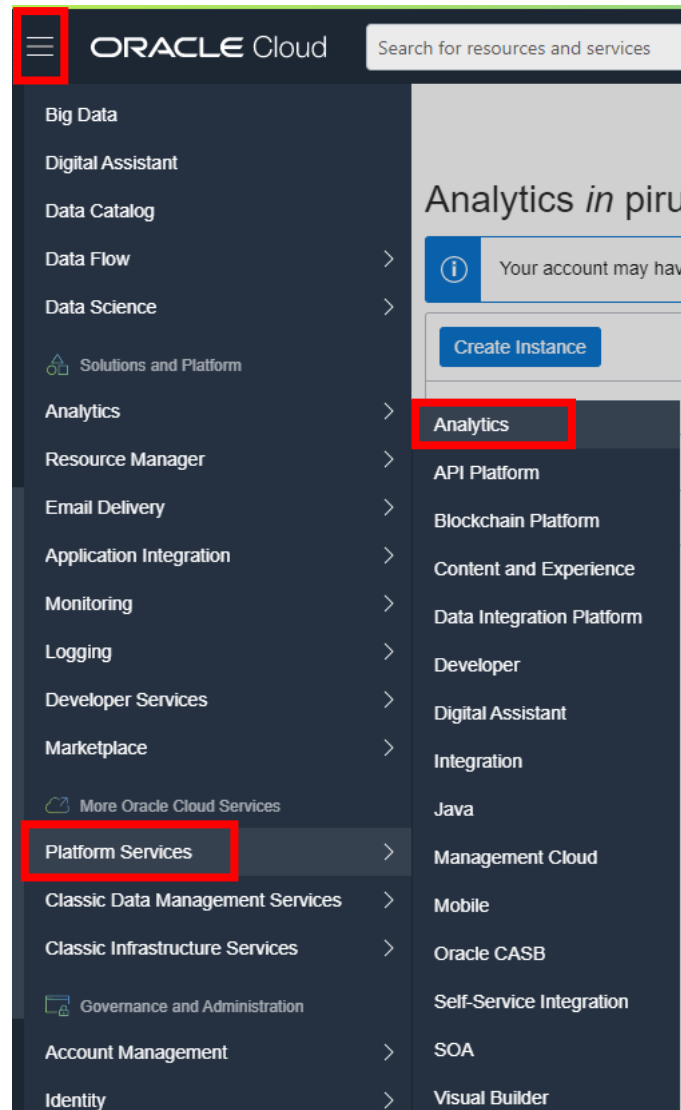 ORACLE Cloud
Search for resources and services
Big Data
Digital Assistant
Data Catalog
Data Flow
Data Science
Solutions and Platform
Analytics
Resource Manager
Email Delivery
Application Integration
Monitoring
Logging
Developer Services
Marketplace
More Oracle Cloud Services
Platform Services
Classic Data Management Services
Classic Infrastructure Services
Governance and Administration
Account Management
Identity
Analytics in piru
Your account may hav
Create Instance
Analytics
API Platform
Blockchain Platform
Content and Experience
Data Integration Platform
Developer
Digital Assistant
Integration
Java
Management Cloud
Mobile
Oracle CASB
Self-Service Integration
SOA
Visual Builder